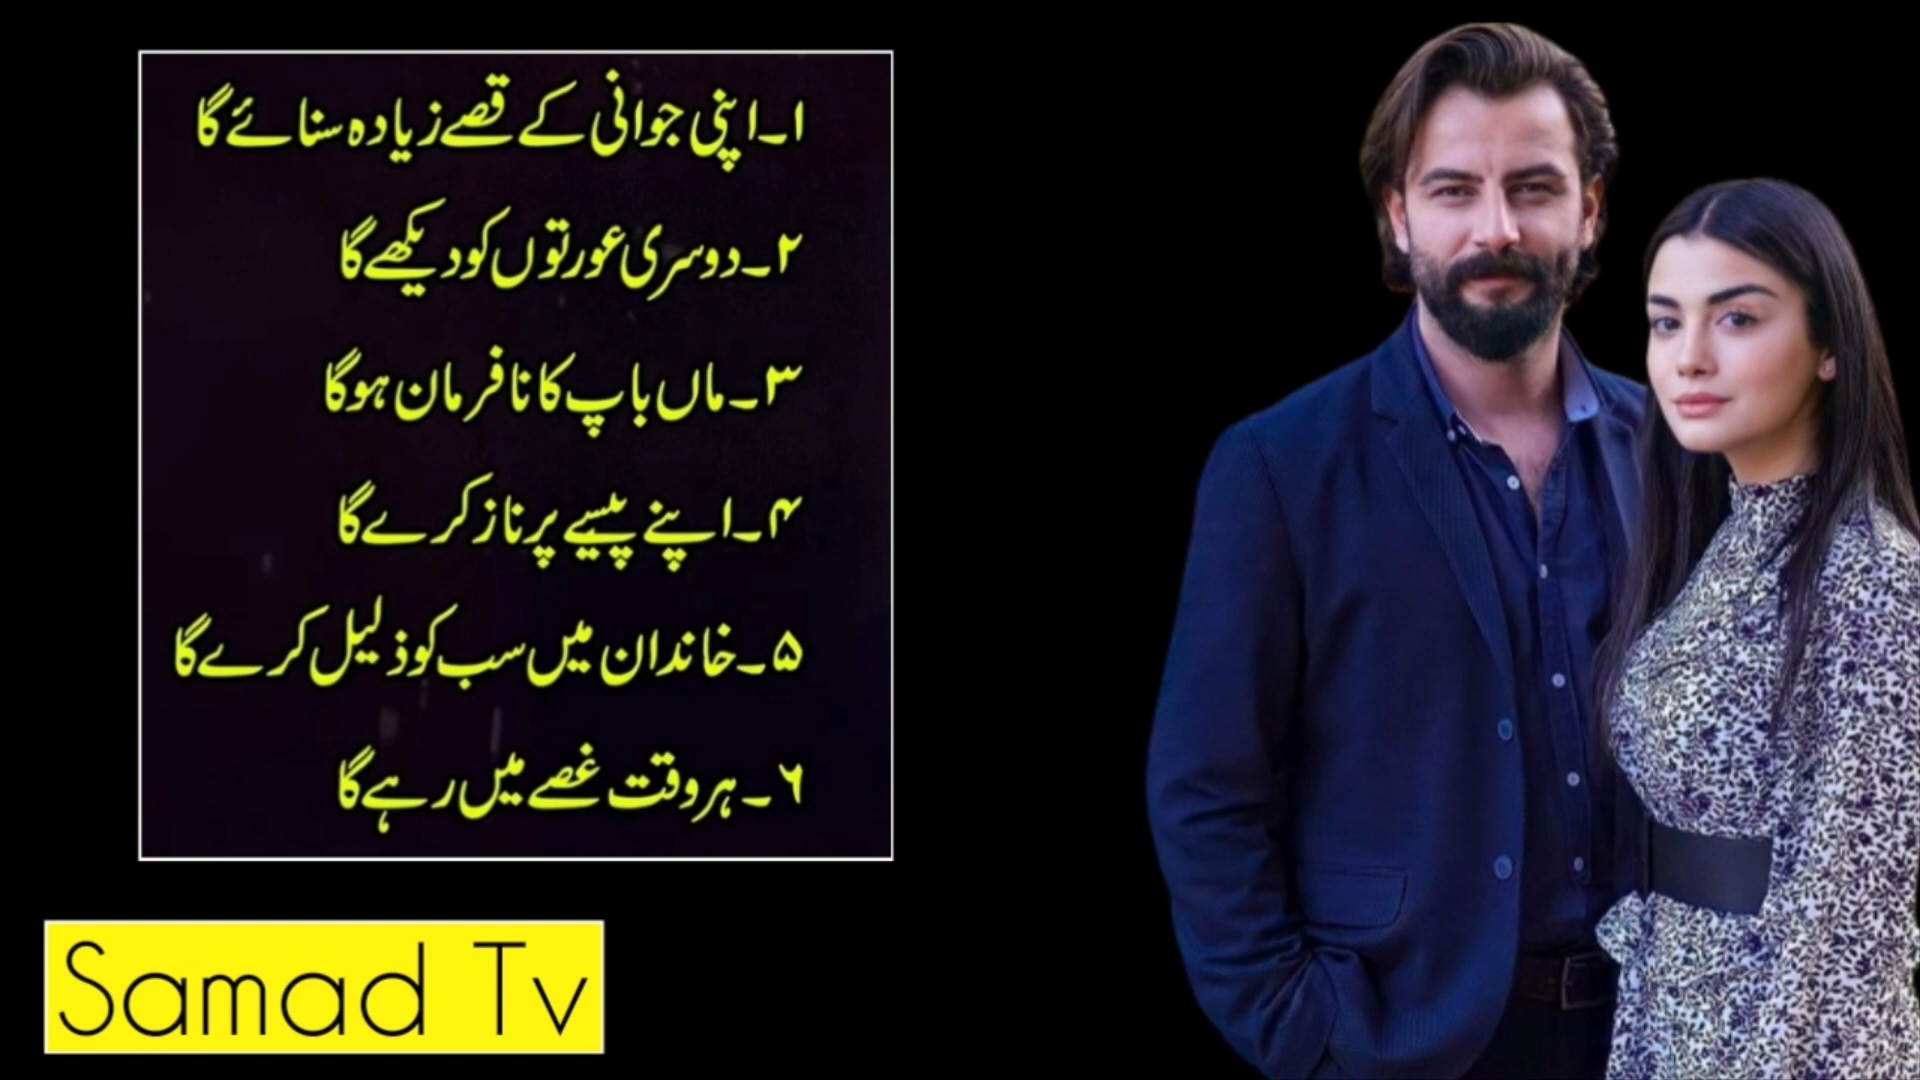 ۱۔اپنی جوانی کے قصے زیادہ سنائے گا
۲۔دوسری عورتوں کو دیکھے گا
۳۔ماں باپ کا نافرمان ہوگا
۴۔اپنے پیسے پر ناز کرے گا
۵۔خاندان میں سب کو ذلیل کرے گا
۶۔ہر وقت غصے میں رہے گا
Samad Tv